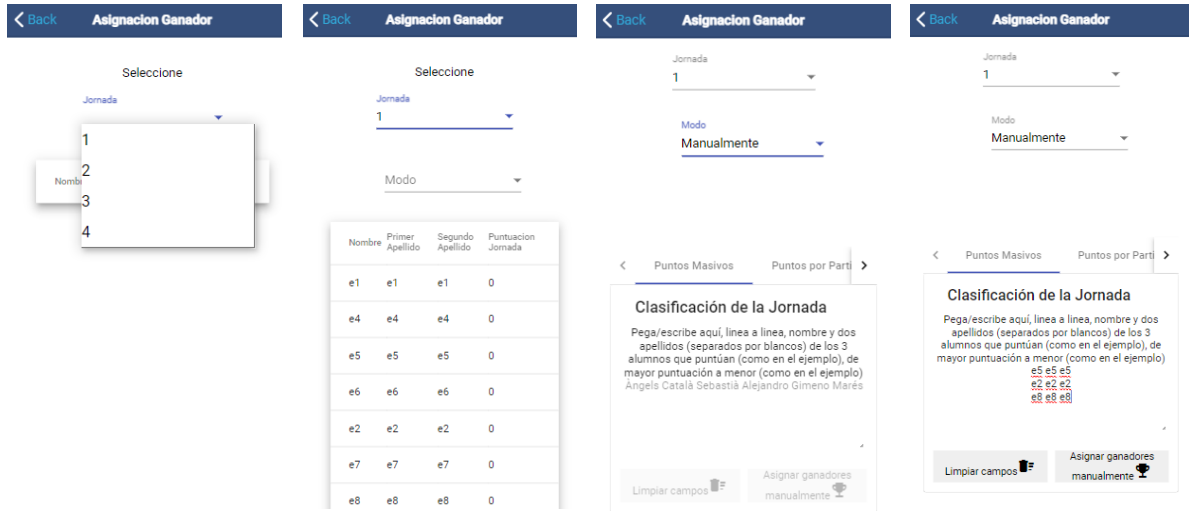 Back Asignacion Ganador
Seleccione
Jornada
1
2
3
4
Nomb
Back Asignacion Ganador
Seleccione
Jornada
1
Modo
Nombre Primer Apellido Segundo Apellido Puntuacion Jornada
e1 e1 e1 0
e4 e4 e4 0
e5 e5 e5 0
e6 e6 e6 0
e2 e2 e2 0
e7 e7 e7 0
e8 e8 e8 0
Back Asignacion Ganador
Jornada
1
Modo
Manualmente
Puntos Masivos Puntos por Parti
Clasificación de la Jornada
Pega/escribe aquí, linea a linea, nombre y dos
apellidos (separados por blancos) de los 3
alumnos que puntúan (como en el ejemplo), de
mayor puntuación a menor (como en el ejemplo)
Àngels Català Sebastià Alejandro Gimeno Marés
Limpiar campos
Asignar ganadores
manualmente
Back Asignacion Ganador
Jornada
1
Modo
Manualmente
Puntos Masivos Puntos por Parti
Clasificación de la Jornada
Pega/escribe aquí, linea a linea, nombre y dos
apellidos (separados por blancos) de los 3
alumnos que puntúan (como en el ejemplo), de
mayor puntuación a menor (como en el ejemplo)
e5 e5 e5
e2 e2 e2
e8 e8 e8
Limpiar campos
Asignar ganadores
manualmente